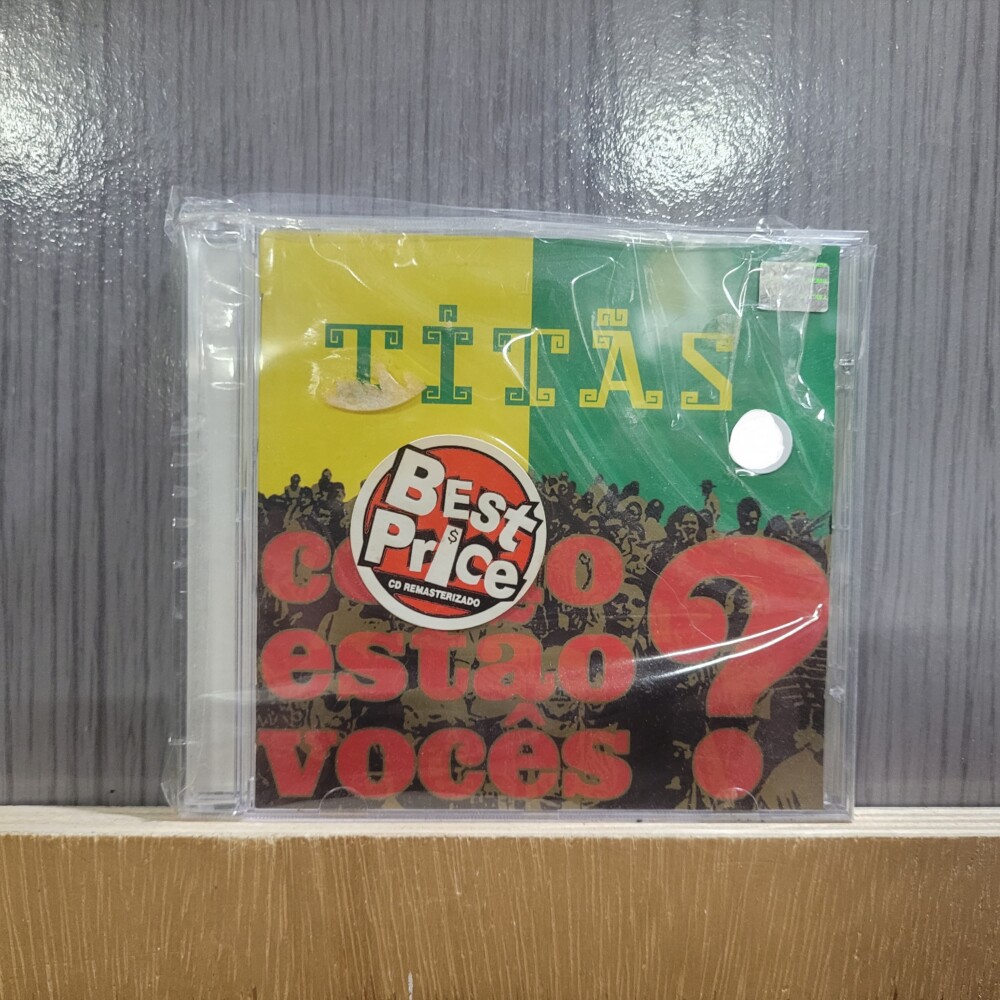 TITÃS
Best
Price
CD REMASTERIZADO
estão
vocês ?